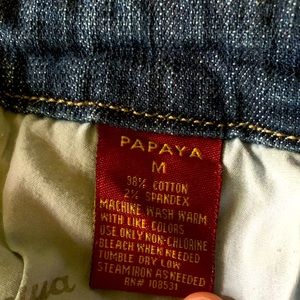 PAPAYA
M
98% COTTON
2% SPANDEX
MACHINE WASH WARM
WITH LIKE COLORS
USE ONLY NON-CHLORINE
BLEACH WHEN NEEDED
TUMBLE DRY LOW
STEAM IRON AS NEEDED
RN# 108531